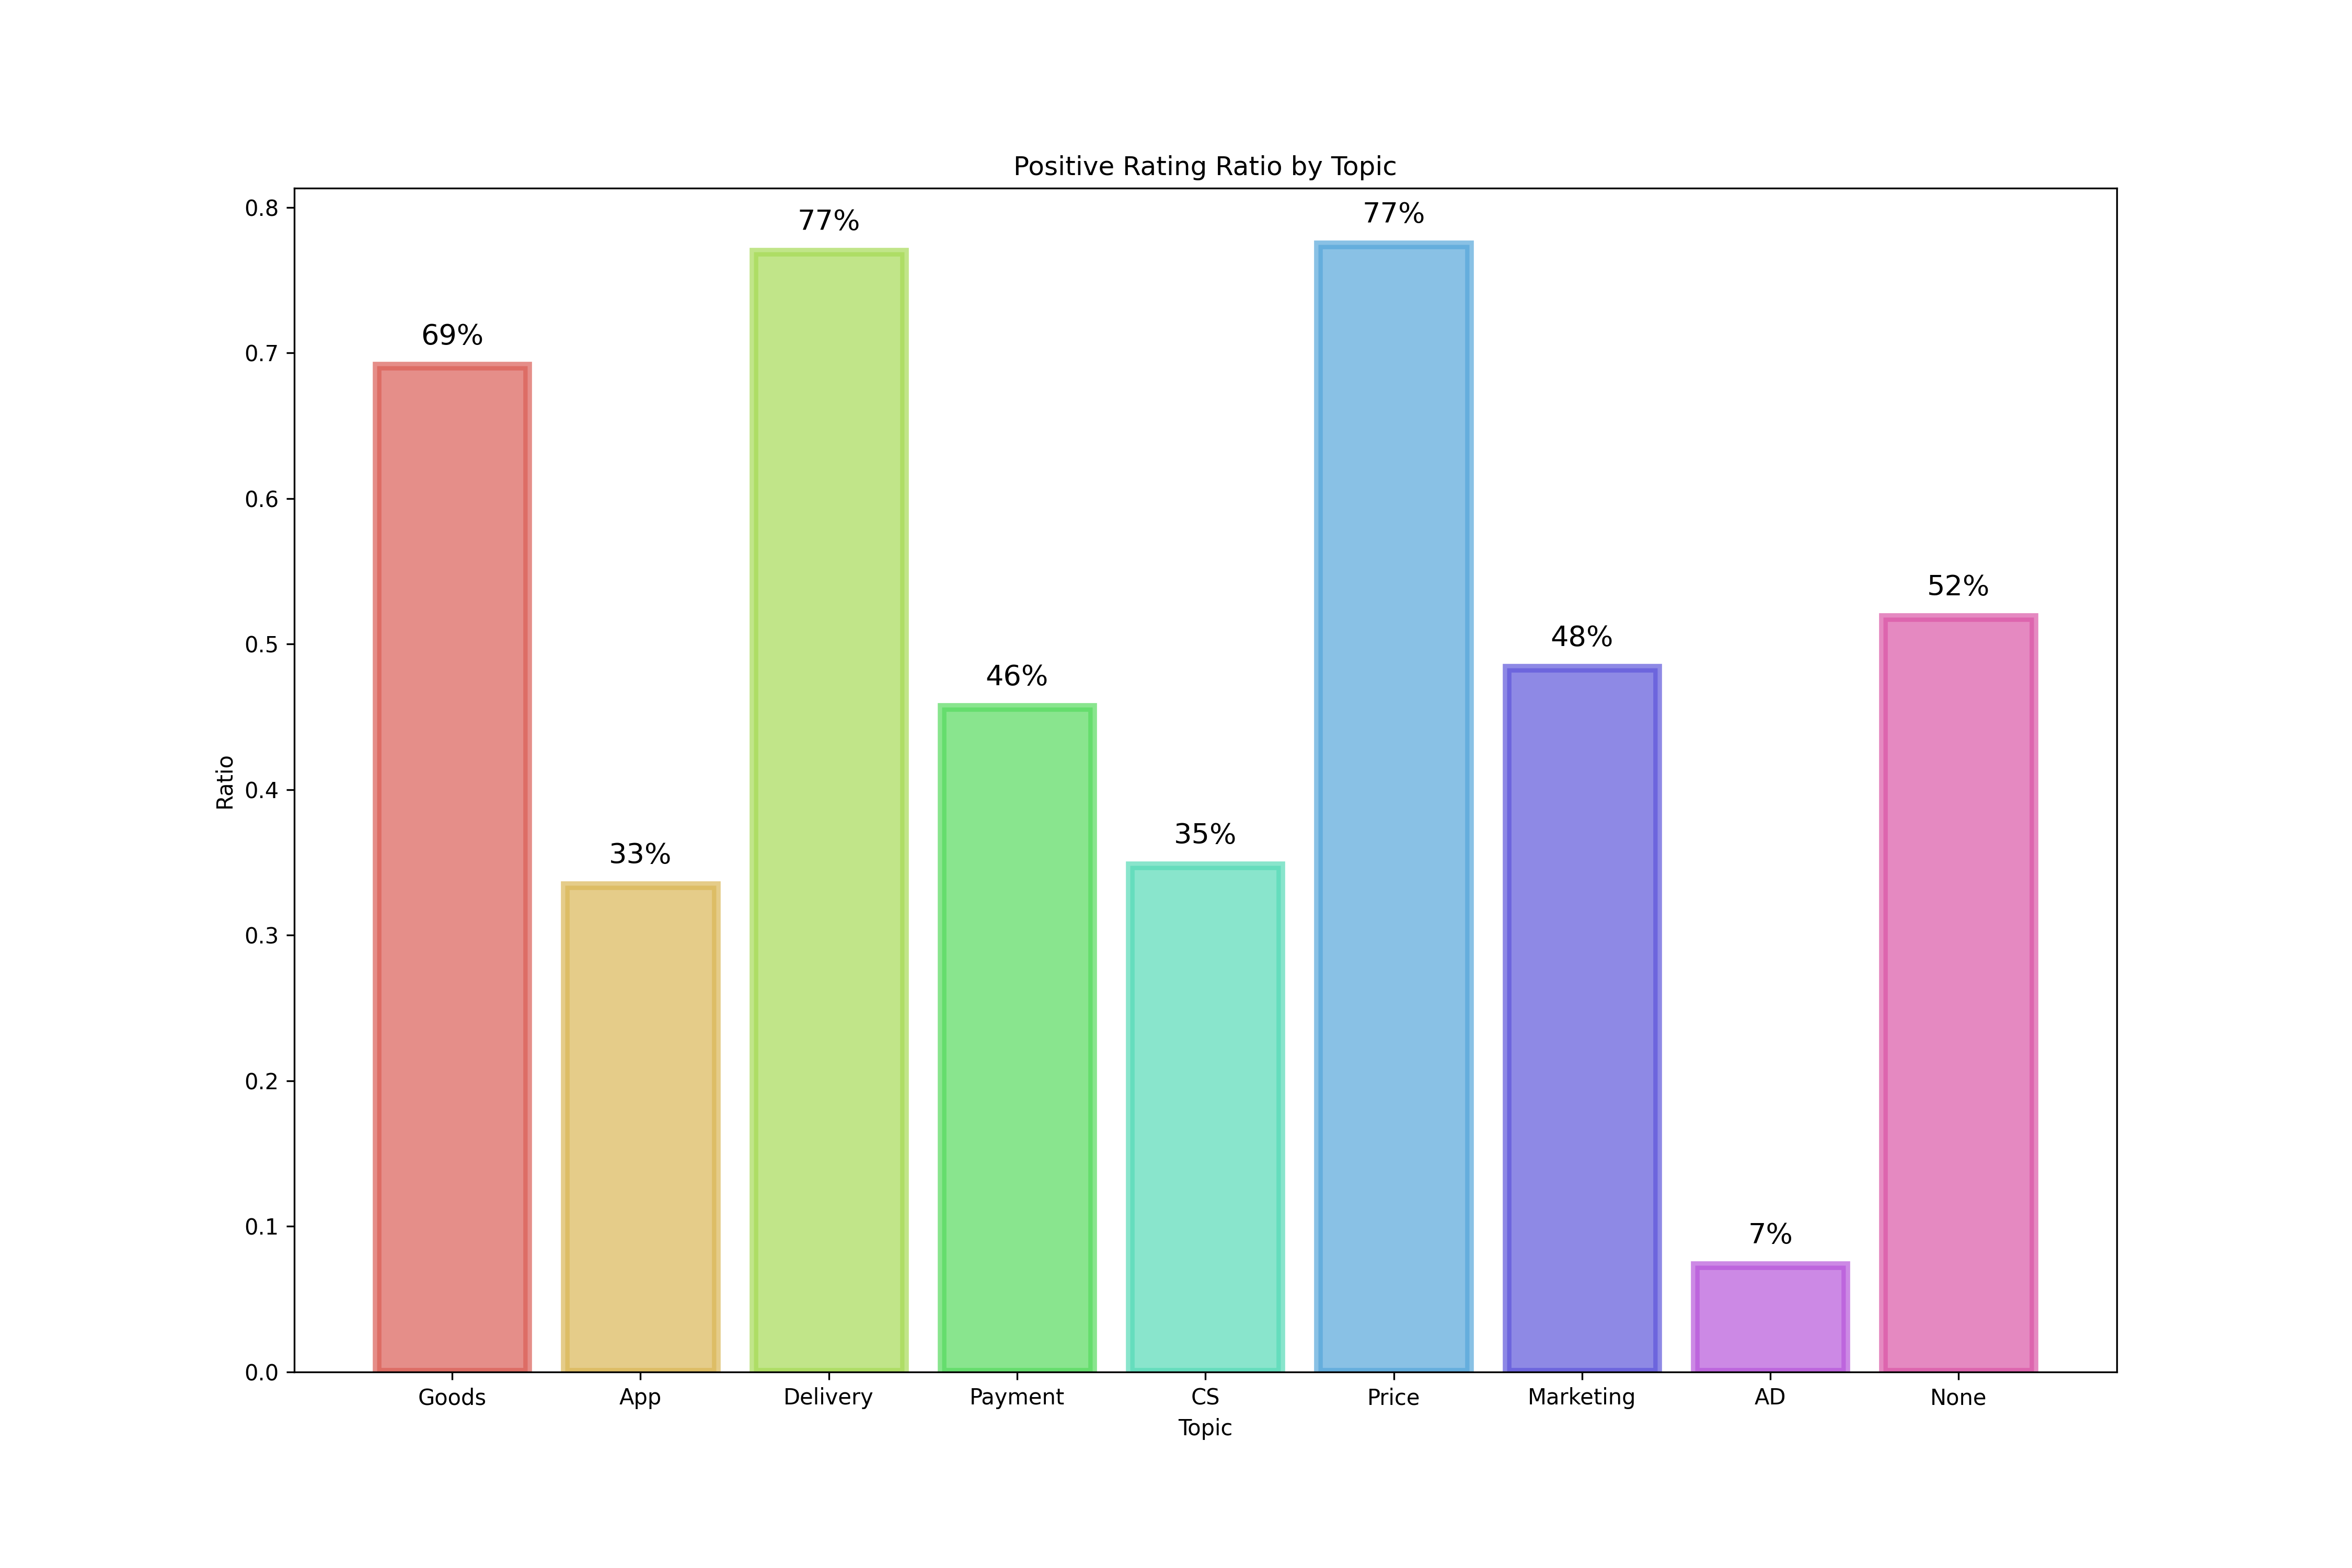 Positive Rating Ratio by Topic
0.8
0.7
0.6
0.5
0.4
0.3
0.2
0.1
0.0
Ratio
69%
33%
77%
46%
35%
77%
48%
7%
52%
Goods
App
Delivery
Payment
CS
Price
Marketing
AD
None
Topic